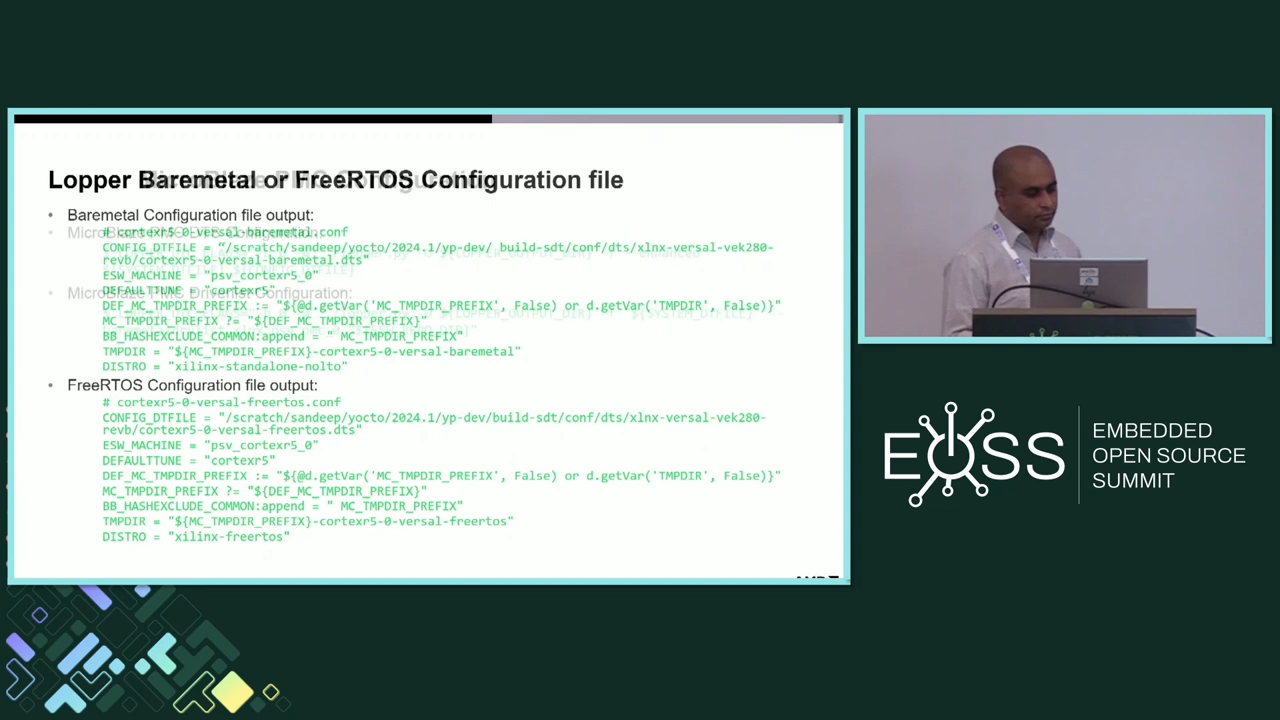 Lopper Baremetal or FreeRTOS Configuration file
• Baremetal Configuration file output:
# cortexr5-0-versal-baremetal.conf
CONFIG_DTFILE = “/scratch/sandeep/yocto/2024.1/yp-dev/ build-sdt/conf/dts/xlnx-versal-vek280-
revb/cortexr5-0-versal-baremetal.dts"
ESW_MACHINE = "psv_cortexr5_0"
DEFAULTTUNE = "cortexr5"
DEF_MC_TMPDIR_PREFIX := "${@d.getVar('MC_TMPDIR_PREFIX', False) or d.getVar('TMPDIR', False)}"
MC_TMPDIR_PREFIX ?= "${DEF_MC_TMPDIR_PREFIX}"
BB_HASHEXCLUDE_COMMON:append = " MC_TMPDIR_PREFIX"
TMPDIR = "${MC_TMPDIR_PREFIX}-cortexr5-0-versal-baremetal"
DISTRO = "xilinx-standalone-nolto"
• FreeRTOS Configuration file output:
# cortexr5-0-versal-freertos.conf
CONFIG_DTFILE = "/scratch/sandeep/yocto/2024.1/yp-dev/build-sdt/conf/dts/xlnx-versal-vek280-
revb/cortexr5-0-versal-freertos.dts"
ESW_MACHINE = "psv_cortexr5_0"
DEFAULTTUNE = "cortexr5"
DEF_MC_TMPDIR_PREFIX := "${@d.getVar('MC_TMPDIR_PREFIX', False) or d.getVar('TMPDIR', False)}"
MC_TMPDIR_PREFIX ?= "${DEF_MC_TMPDIR_PREFIX}"
BB_HASHEXCLUDE_COMMON:append = " MC_TMPDIR_PREFIX"
TMPDIR = "${MC_TMPDIR_PREFIX}-cortexr5-0-versal-freertos"
DISTRO = "xilinx-freertos"
EOSS
EMBEDDED
OPEN SOURCE
SUMMIT